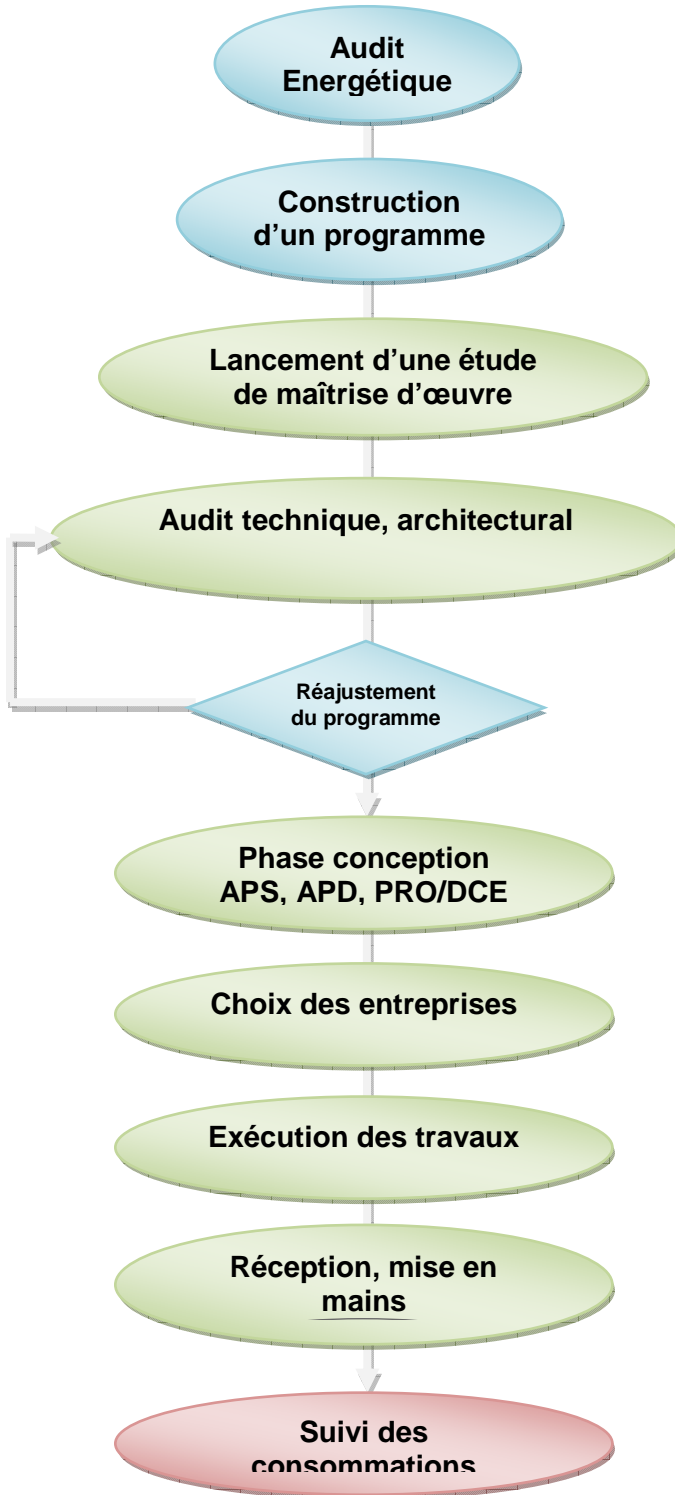 Audit
Energétique
Construction
d’un programme
Lancement d’une étude
de maîtrise d’œuvre
Audit technique, architectural
Réajustement
du programme
Phase conception
APS, APD, PRO/DCE
Choix des entreprises
Exécution des travaux
Réception, mise en
mains
Suivi des
consommations